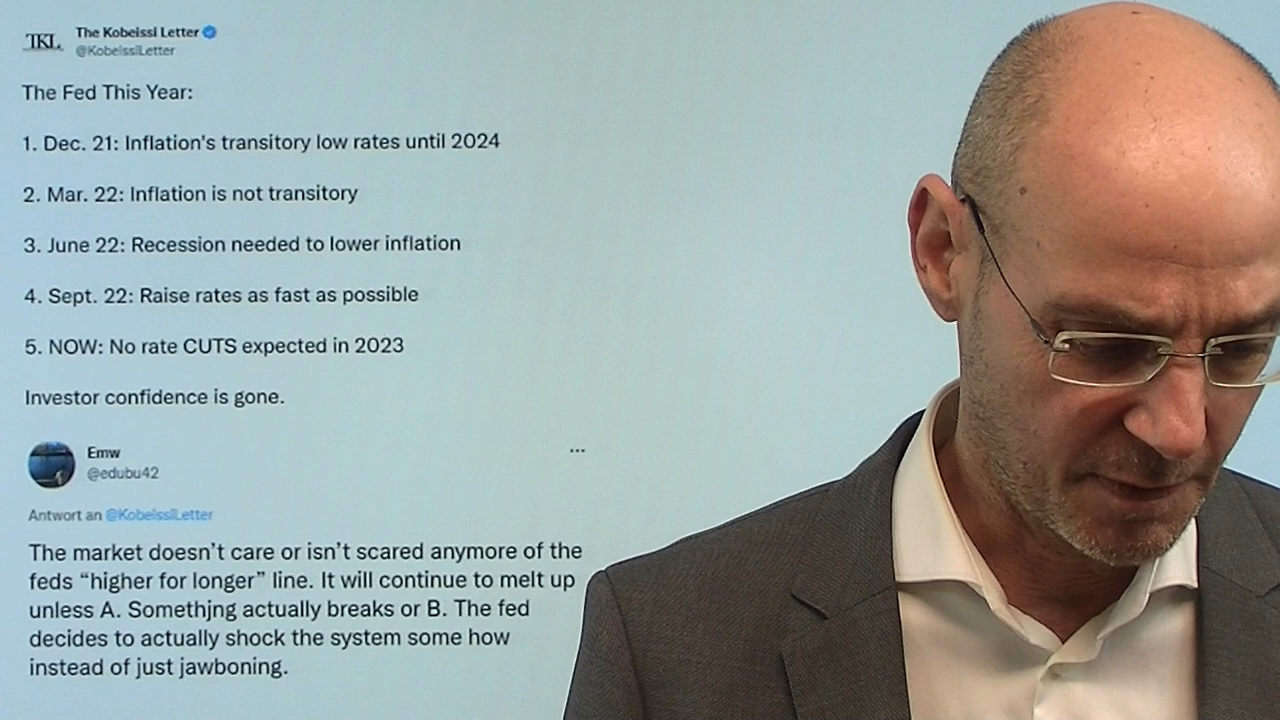 TKL The Kobeissi Letter
@KobeissiLetter
The Fed This Year:
1. Dec. 21: Inflation's transitory low rates until 2024
2. Mar. 22: Inflation is not transitory
3. June 22: Recession needed to lower inflation
4. Sept. 22: Raise rates as fast as possible
5. NOW: No rate CUTS expected in 2023
Investor confidence is gone.
Emw
@edubu42
Antwort an @KobeissiLetter
The market doesn’t care or isn’t scared anymore of the
feds “higher for longer” line. It will continue to melt up
unless A. Somethjng actually breaks or B. The fed
decides to actually shock the system some how
instead of just jawboning.